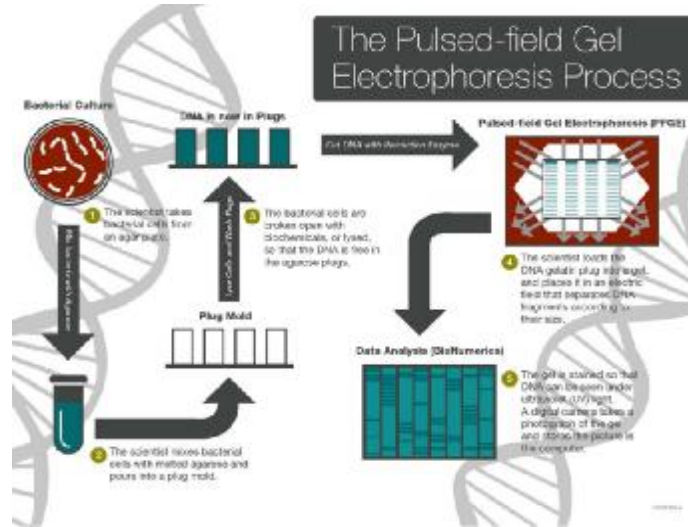 The Pulsed-field Gel
Electrophoresis Process
Bacterial Culture
DNA is now in Plugs
Cut DNA with Restriction Enzyme
Pulsed-field Gel Electrophoresis (PFGE)
1 The scientist takes
bacterial cells from
an agar plate.
Lyse Cells and Wash Plugs
3 The bacterial cells are
broken open with
biochemicals, or lysed,
so that the DNA is free in
the agarose plugs.
4 The scientist loads the
DNA gelatin plug into a gel,
and places it in an electric
field that separates DNA
fragments according to
their size.
Plug Mold
Data Analysis (BioNumerics)
5 The gel is stained so that
DNA can be seen under
ultraviolet (UV) light.
A digital camera takes a
photograph of the gel
and stores the picture in
the computer.
2 The scientist mixes bacterial
cells with melted agarose and
pours into a plug mold.